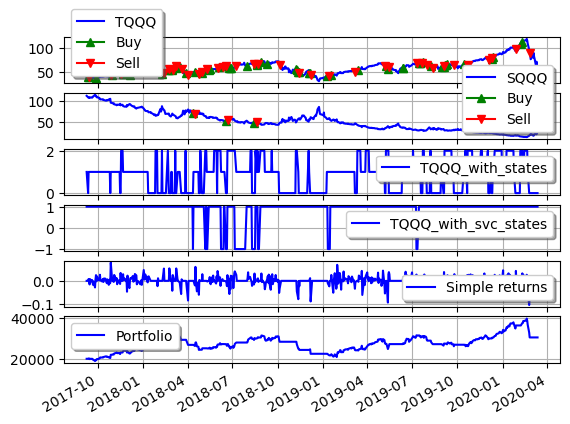 TQQQ
Buy
Sell
100
50
SQQQ
Buy
Sell
100
50
2
0
TQQQ_with_states
1
−1
TQQQ_with_svc_states
0.0
−0.1
Simple returns
40000
20000
Portfolio
2017-10 2018-01 2018-04 2018-07 2018-10 2019-01 2019-04 2019-07 2019-10 2020-01 2020-04